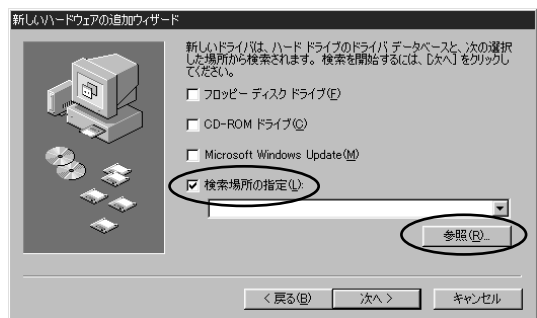 新しいハードウェアの追加ウィザード
新しいドライバは、ハード ドライブのドライバ データベースと、次の選択
した場所から検索されます。検索を開始するには、[次へ] をクリックし
てください。
フロッピー ディスク ドライブ(F)
CD-ROM ドライブ(C)
Microsoft Windows Update(M)
検索場所の指定(L):
参照(R)...
< 戻る(B)
次へ >
キャンセル